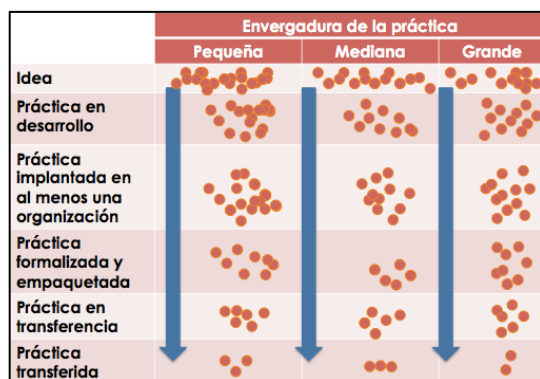 Envergadura de la práctica
Pequeña Mediana Grande
Idea
Práctica en
desarrollo
Práctica
implantada en
al menos una
organización
Práctica
formalizada y
empaquetada
Práctica en
transferencia
Práctica
transferida